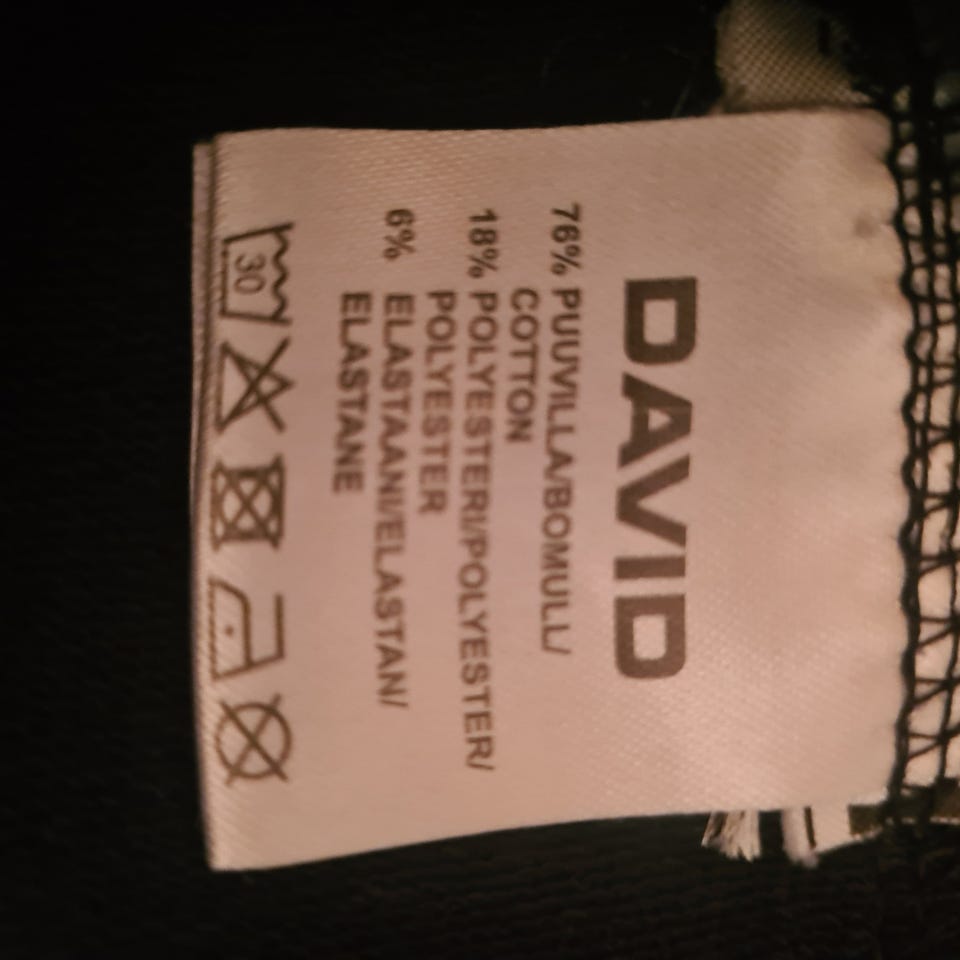 DAVID
76% PUUVILLA/BOMULL/
COTTON
18% POLYESTERI/POLYESTER/
POLYESTER
6% ELASTAANI/ELASTAN/
ELASTANE
30